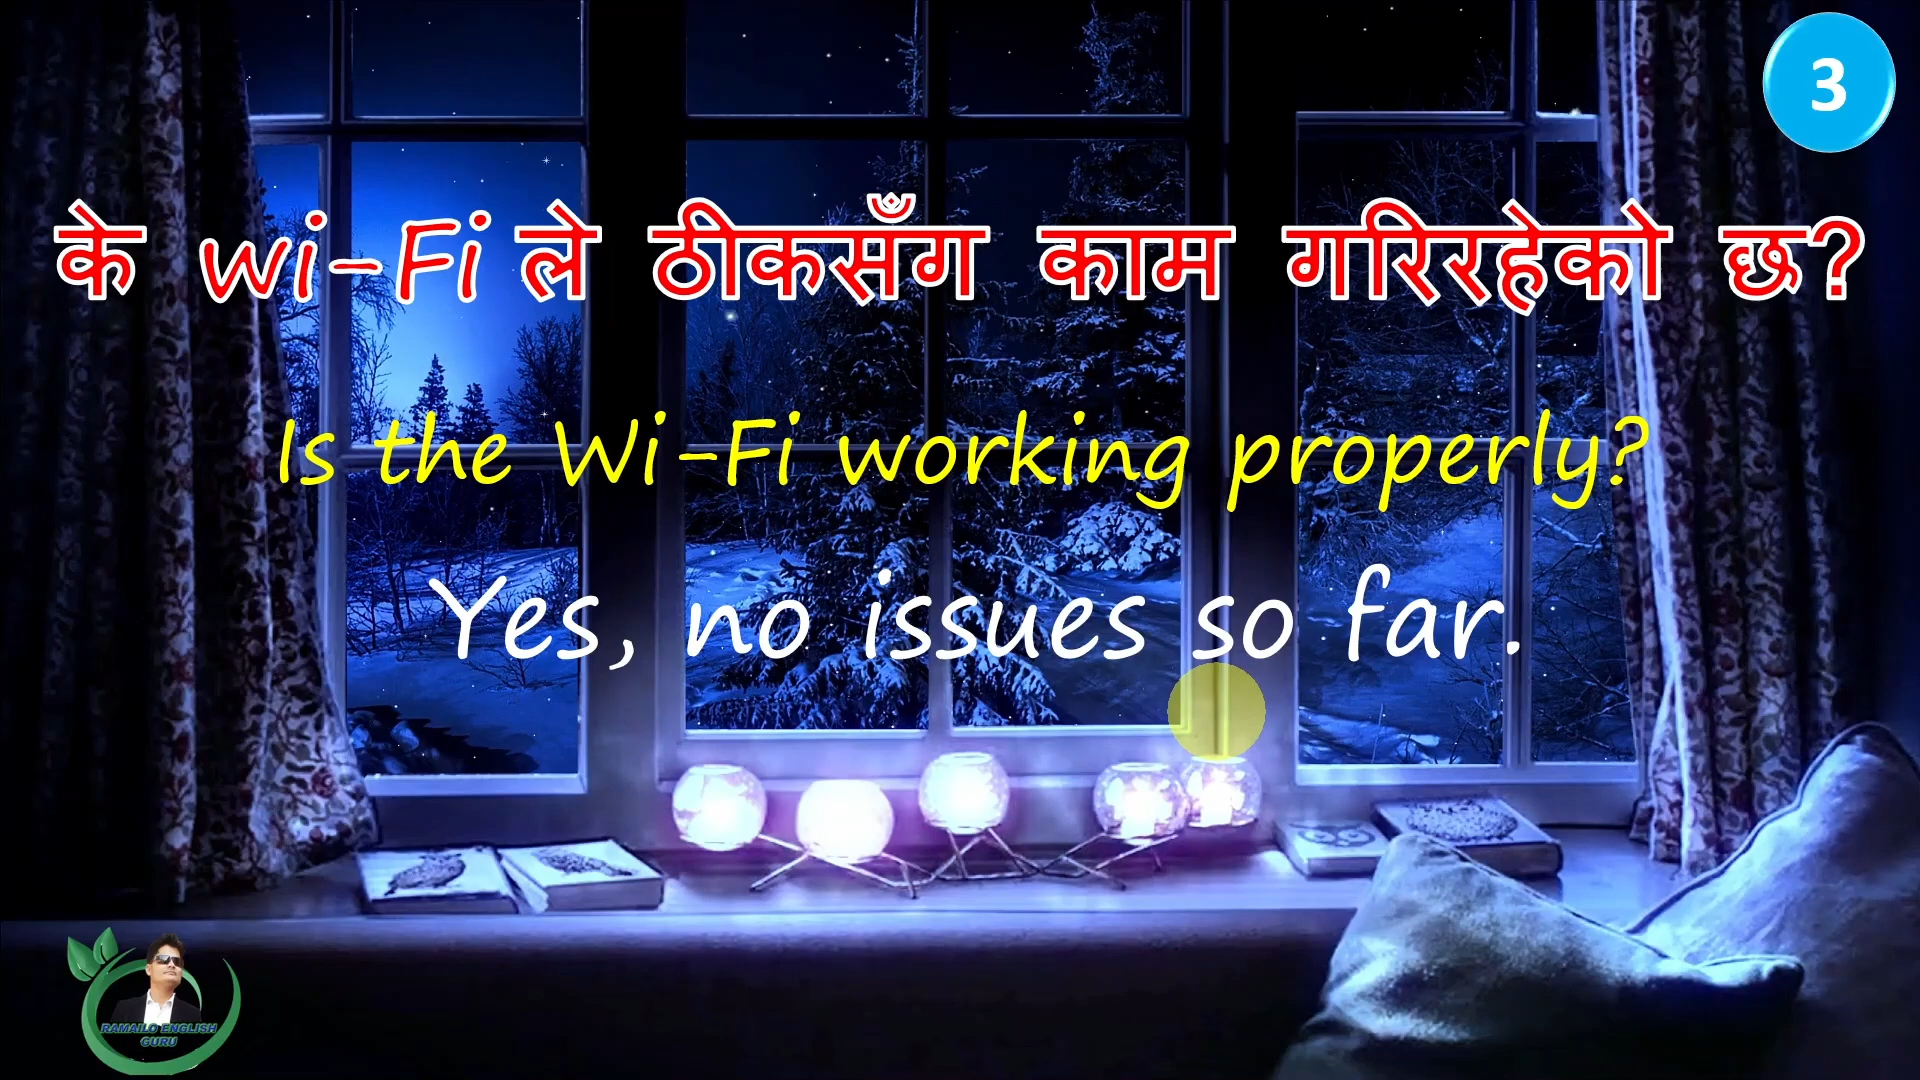 3
के wi-Fi ले ठीकसँग काम गरिरहेको छ?
Is the Wi-Fi working properly?
Yes, no issues so far.
RAMAILO ENGLISH
GURU